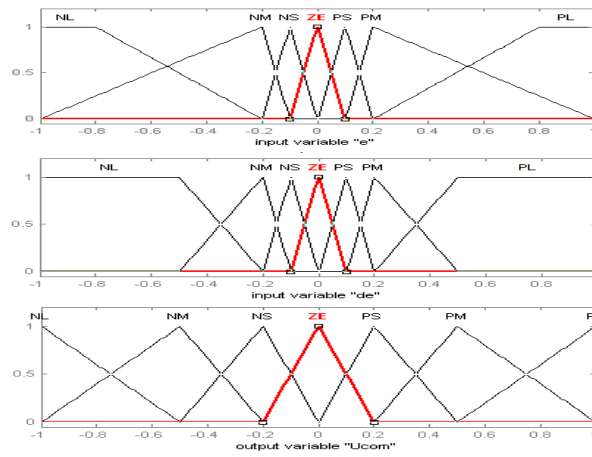 NL NM NS ZE PS PM PL
1
0.5
0
-1 -0.8 -0.6 -0.4 -0.2 0 0.2 0.4 0.6 0.8
input variable "e"
NL NM NS ZE PS PM PL
1
0.5
0
-1 -0.8 -0.6 -0.4 -0.2 0 0.2 0.4 0.6 0.8
input variable "de"
NL NM NS ZE PS PM
1
0.5
0
-1 -0.8 -0.6 -0.4 -0.2 0 0.2 0.4 0.6 0.8
output variable "Ucom"